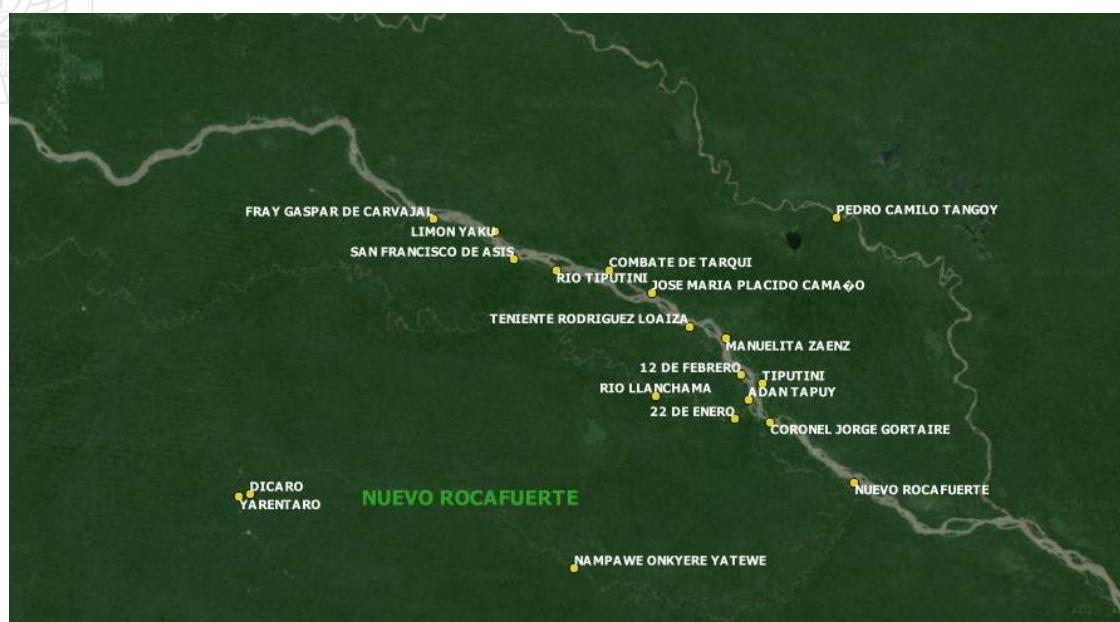 PEDRO CAMILO TANGOY
FRAY GASPAR DE CARVAJAL
LIMON YAKU
SAN FRANCISCO DE ASIS
COMBATE DE TARQUI
RIO TIPUTINI
JOSE MARIA PLACIDO CAMA�O
TENIENTE RODRIGUEZ LOAIZA
MANUELITA ZAENZ
12 DE FEBRERO
TIPUTINI
RIO LLANCHAMA
ADAN TAPUY
22 DE ENERO
CORONEL JORGE GORTAIRE
DICARO
NUEVO ROCAFUERTE
NUEVO ROCAFUERTE
YARENTARO
NAMPAWE ONKYERE YATEWE